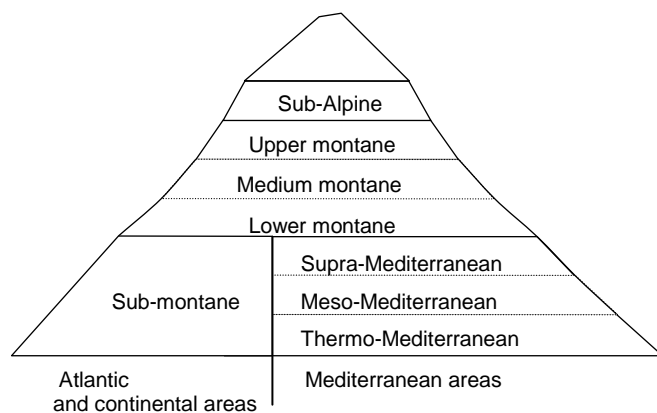 Sub-Alpine
Upper montane
Medium montane
Lower montane
Supra-Mediterranean
Sub-montane
Meso-Mediterranean
Thermo-Mediterranean
Atlantic
and continental areas
Mediterranean areas